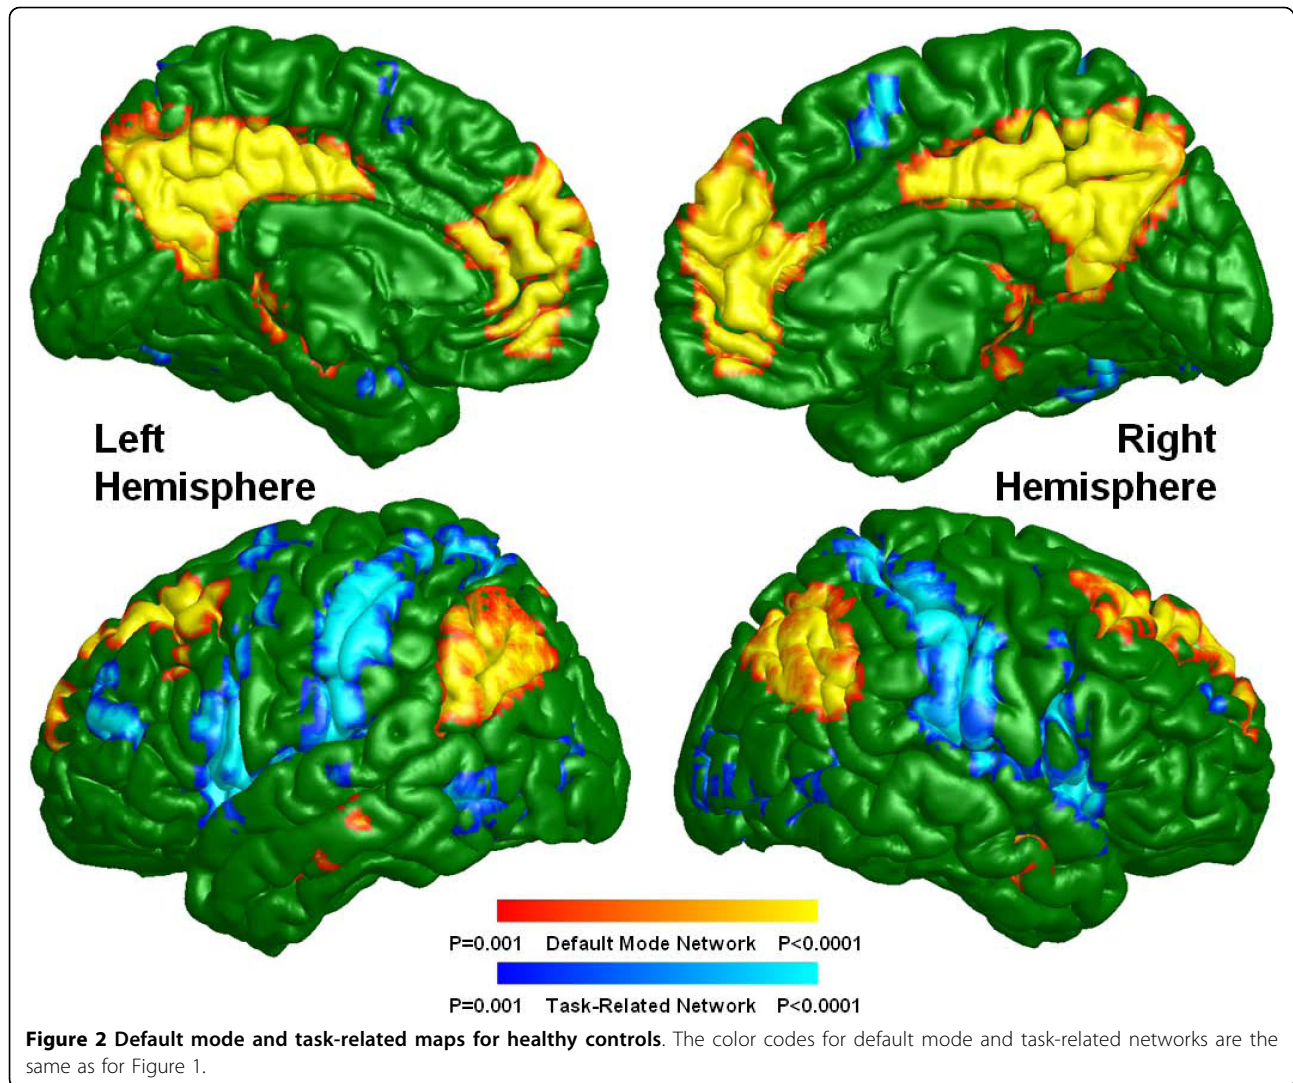 Left
Hemisphere
Right
Hemisphere
P=0.001 Default Mode Network P<0.0001
P=0.001 Task-Related Network P<0.0001
Figure 2 Default mode and task-related maps for healthy controls. The color codes for default mode and task-related networks are the
same as for Figure 1.